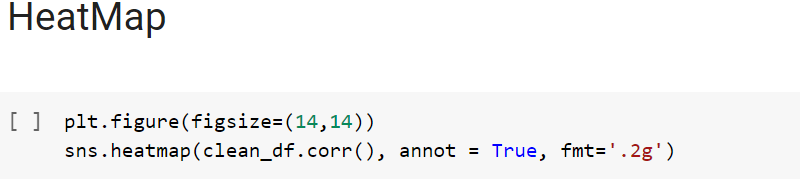 HeatMap
[ ] plt.figure(figsize=(14,14))
sns.heatmap(clean_df.corr(), annot = True, fmt='.2g')